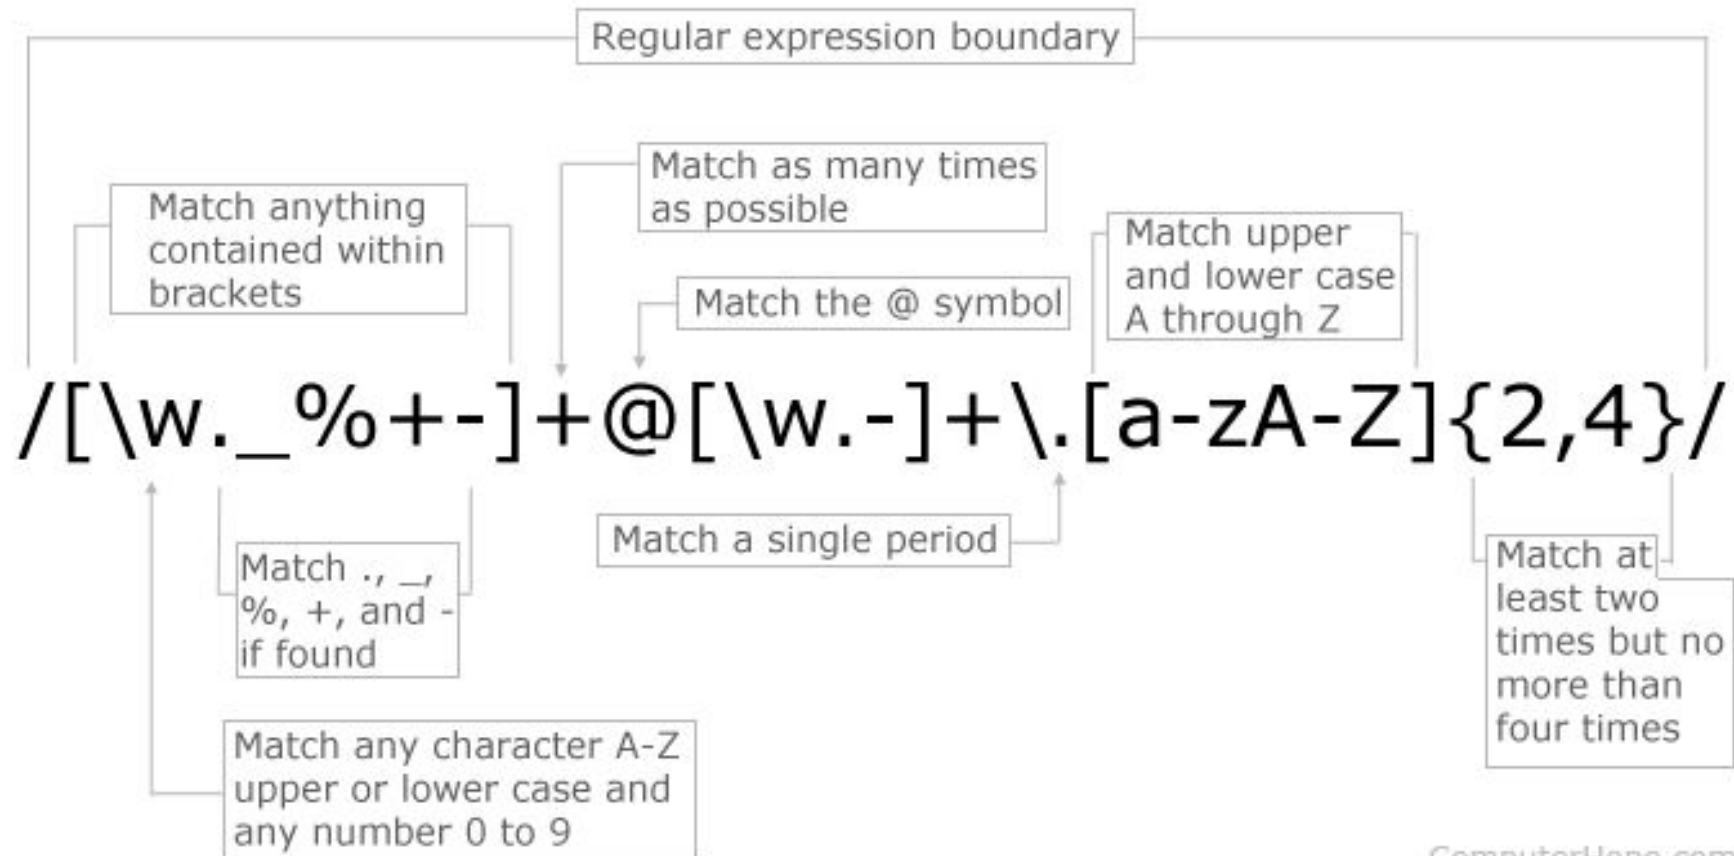 Regular expression boundary
Match as many times
as possible
Match anything
contained within
brackets
Match upper
and lower case
A through Z
Match the @ symbol
/[\w._%+-]+@[\w.-]+\.[a-zA-Z]{2,4}/
Match a single period
Match ., _,
%, +, and -
if found
Match at
least two
times but no
more than
four times
Match any character A-Z
upper or lower case and
any number 0 to 9
ComputerHope.com